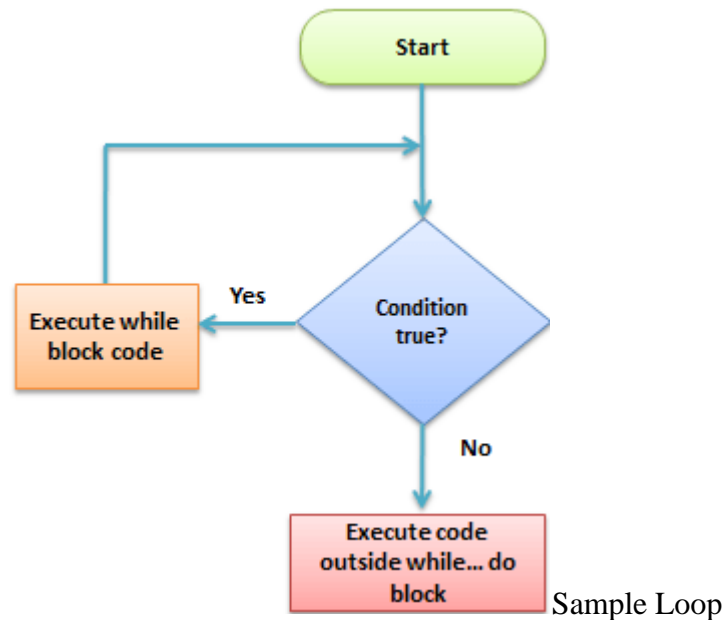 Start
Yes
Condition
true?
Execute while
block code
No
Execute code
outside while... do
block
Sample Loop